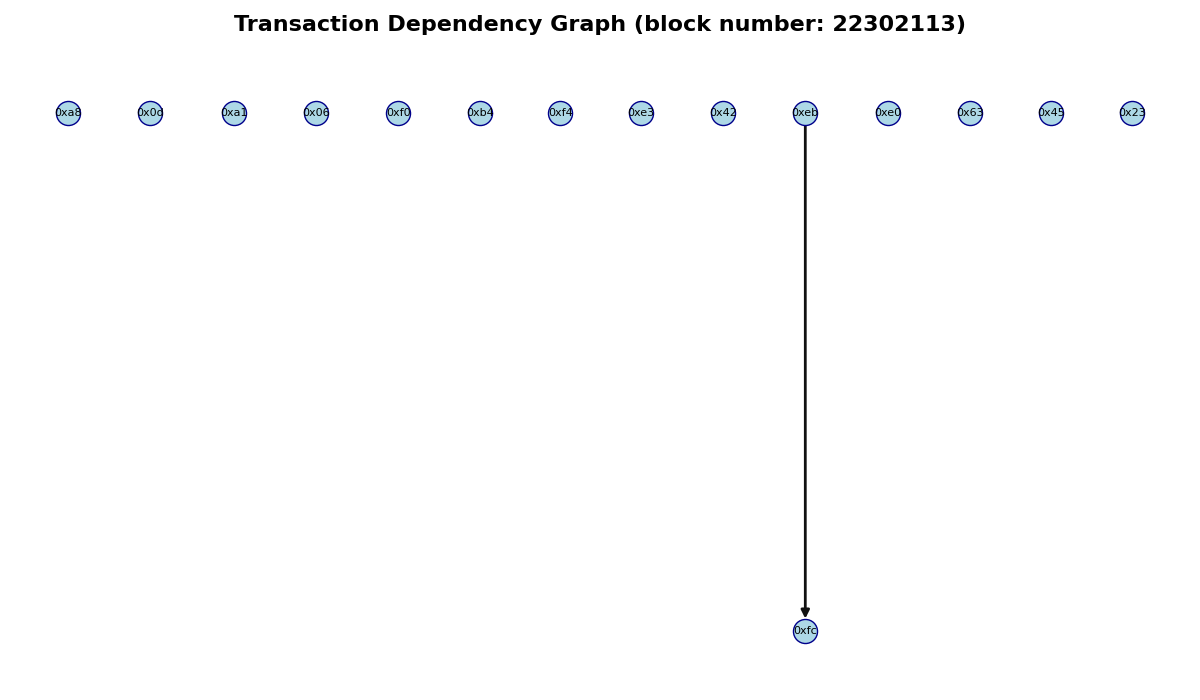 Transaction Dependency Graph (block number: 22302113)
0xa8 0x0d 0xa1 0x06 0xf0 0xb4 0xf4 0xe3 0x42 0xeb 0xe0 0x63 0x45 0x23
0xfc